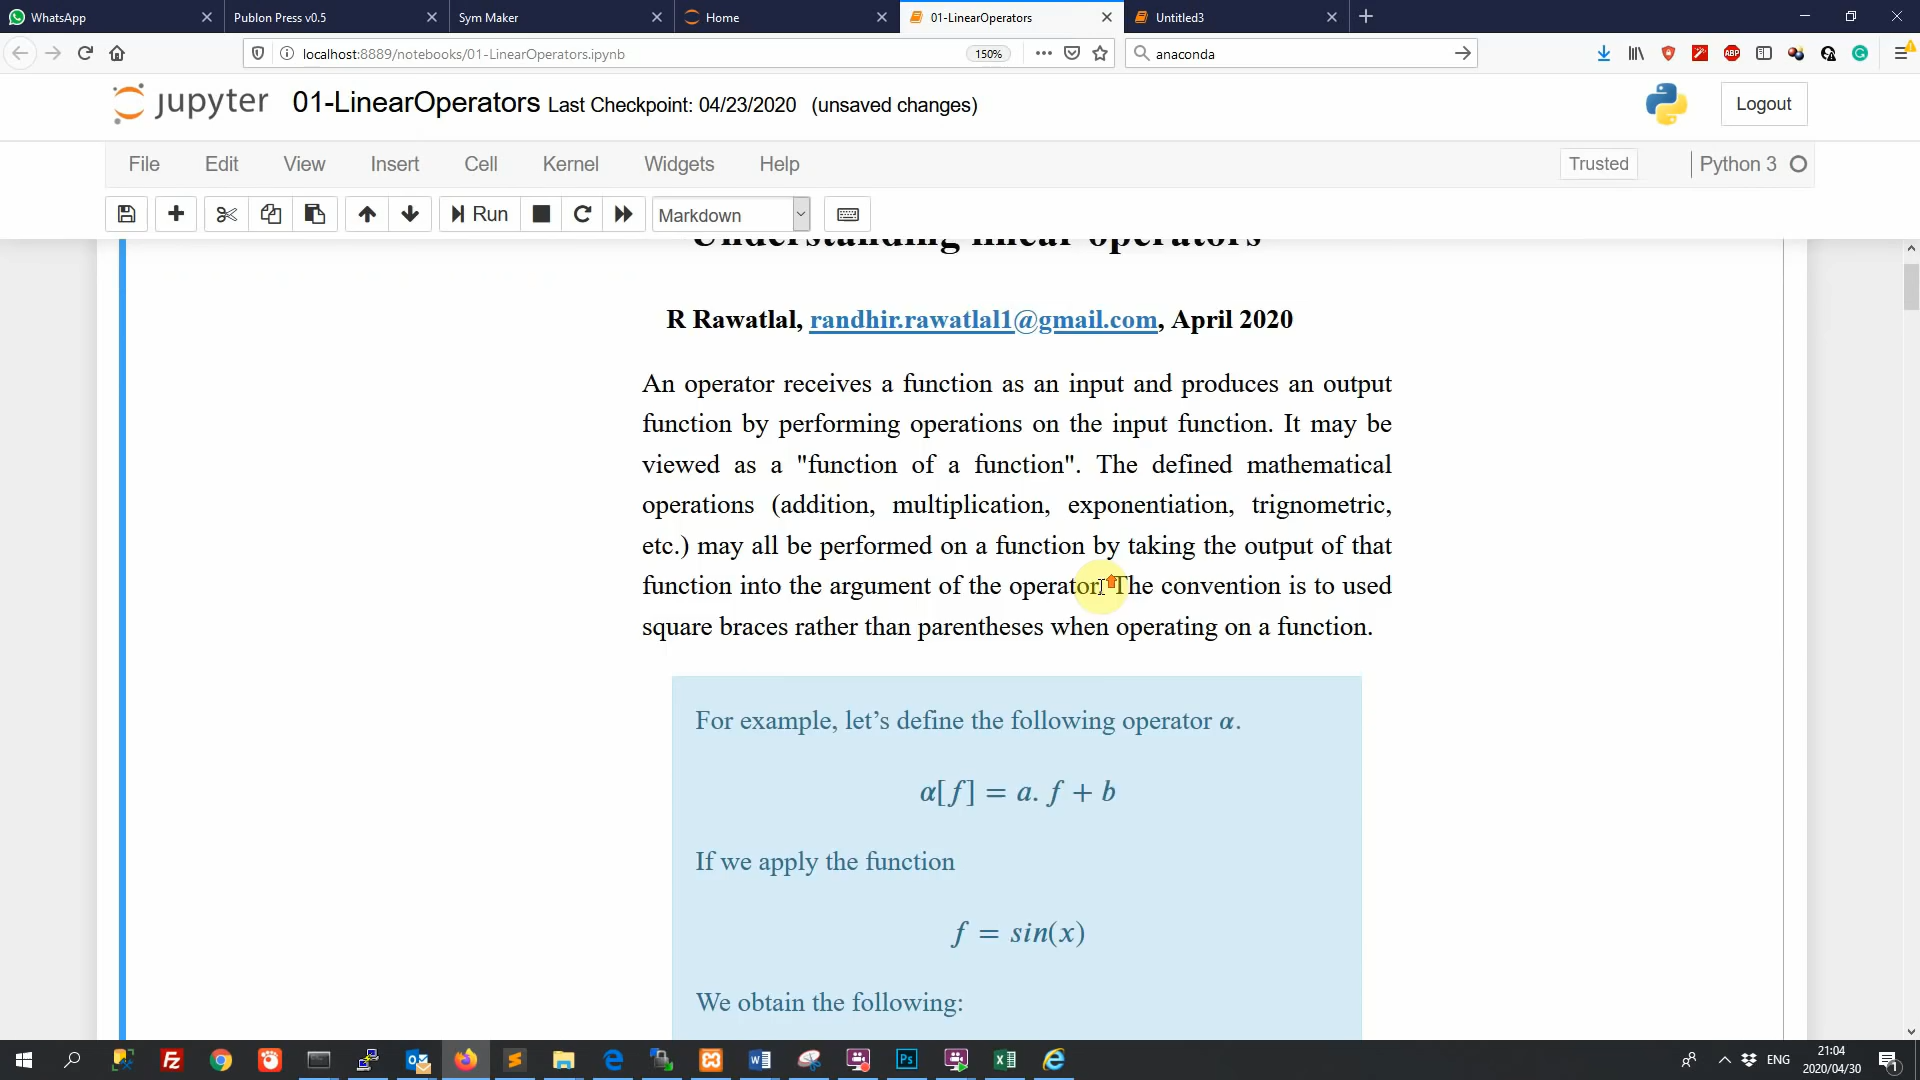 WhatsApp
Publon Press v0.5
Sym Maker
Home
01-LinearOperators
Untitled3
localhost:8889/notebooks/01-LinearOperators.ipynb
150%
anaconda
jupyter 01-LinearOperators Last Checkpoint: 04/23/2020 (unsaved changes)
Logout
File Edit View Insert Cell Kernel Widgets Help
Trusted
Python 3
Run
Markdown
Understanding linear operators
R Rawatlal, randhir.rawatlal1@gmail.com, April 2020
An operator receives a function as an input and produces an output
function by performing operations on the input function. It may be
viewed as a "function of a function". The defined mathematical
operations (addition, multiplication, exponentiation, trignometric,
etc.) may all be performed on a function by taking the output of that
function into the argument of the operator. The convention is to used
square braces rather than parentheses when operating on a function.
For example, let’s define the following operator α.
α[f] = a. f + b
If we apply the function
f = sin(x)
We obtain the following:
ABP
FZ
Ps
ENG
21:04
2020/04/30
1